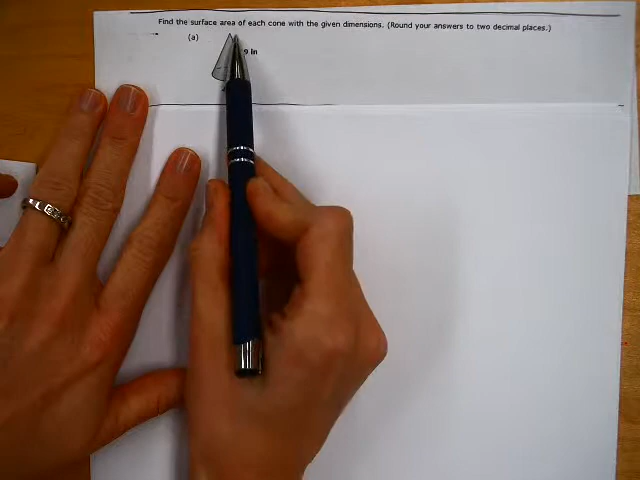 Find the surface area of each cone with the given dimensions. (Round your answers to two decimal places.)
(a)
9 in